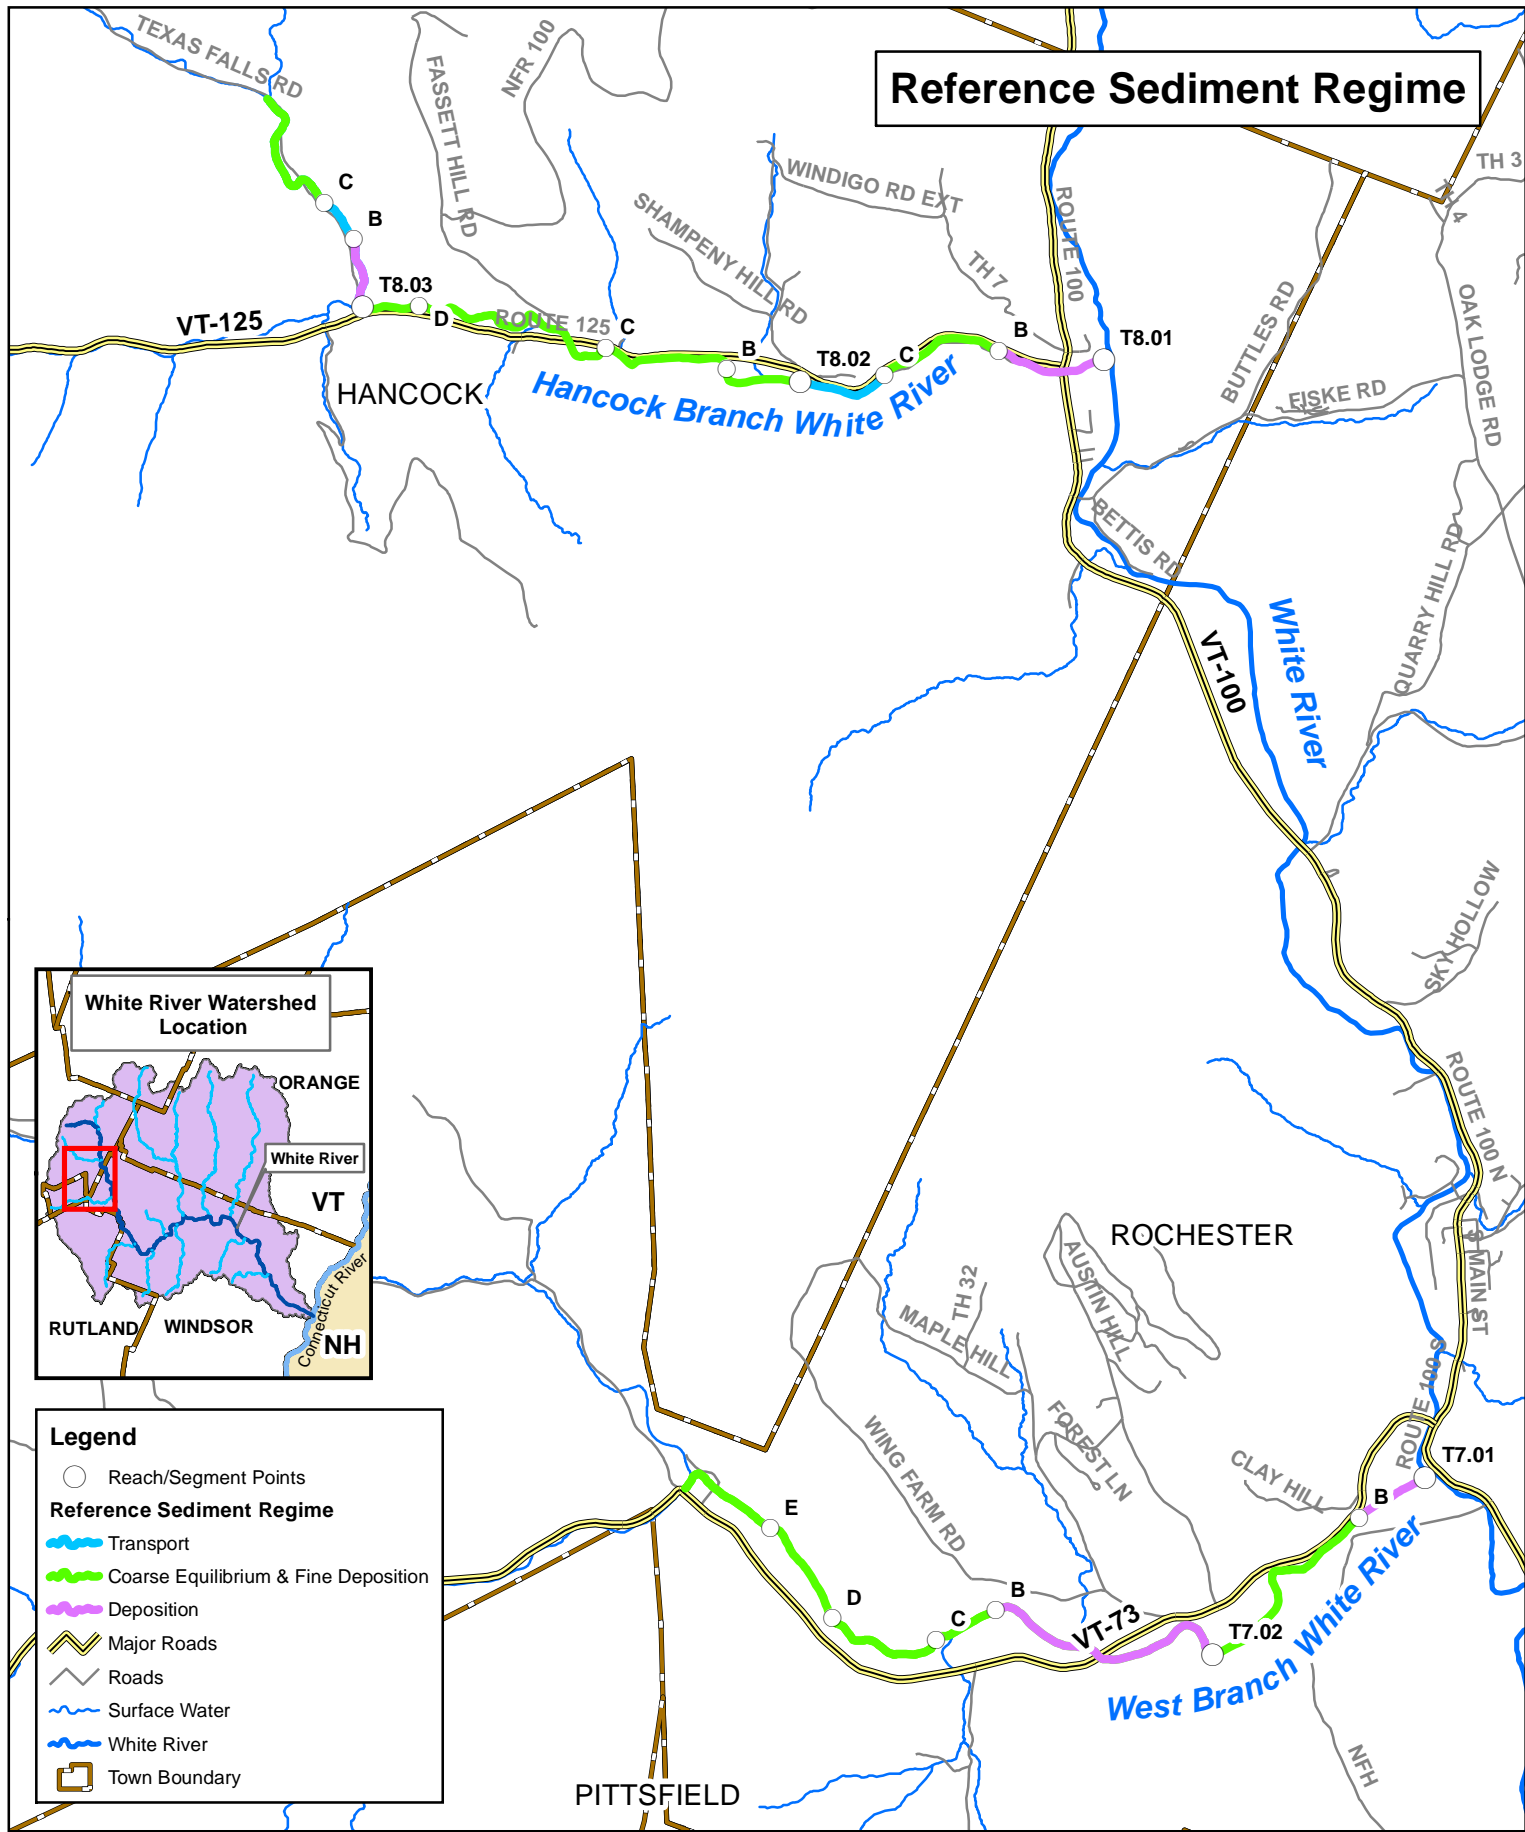 Reference Sediment Regime
TEXAS FALLS RD
FASSETT HILL RD
NFR 100
WINDIGO RD EXT
SHAMPENY HILL RD
TH 7
ROUTE 100
TH 3
TH 4
BUTTLES RD
OAK LODGE RD
FISKE RD
C
B
T8.03
D
VT-125
ROUTE 125
C
B
T8.02
C
B
T8.01
HANCOCK
Hancock Branch White River
BETTIS RD
QUARRY HILL RD
White River
VT-100
SKY HOLLOW
ROUTE 100 N
S MAIN ST
ROUTE 100 S
ROCHESTER
TH 32
MAPLE HILL
AUSTIN HILL
FOREST LN
WING FARM RD
CLAY HILL
T7.01
B
E
D
C
B
VT-73
T7.02
West Branch White River
NFH
PITTSFIELD
White River Watershed
Location
ORANGE
White River
VT
RUTLAND
WINDSOR
Connecticut River
NH
Legend
Reach/Segment Points
Reference Sediment Regime
Transport
Coarse Equilibrium & Fine Deposition
Deposition
Major Roads
Roads
Surface Water
White River
Town Boundary